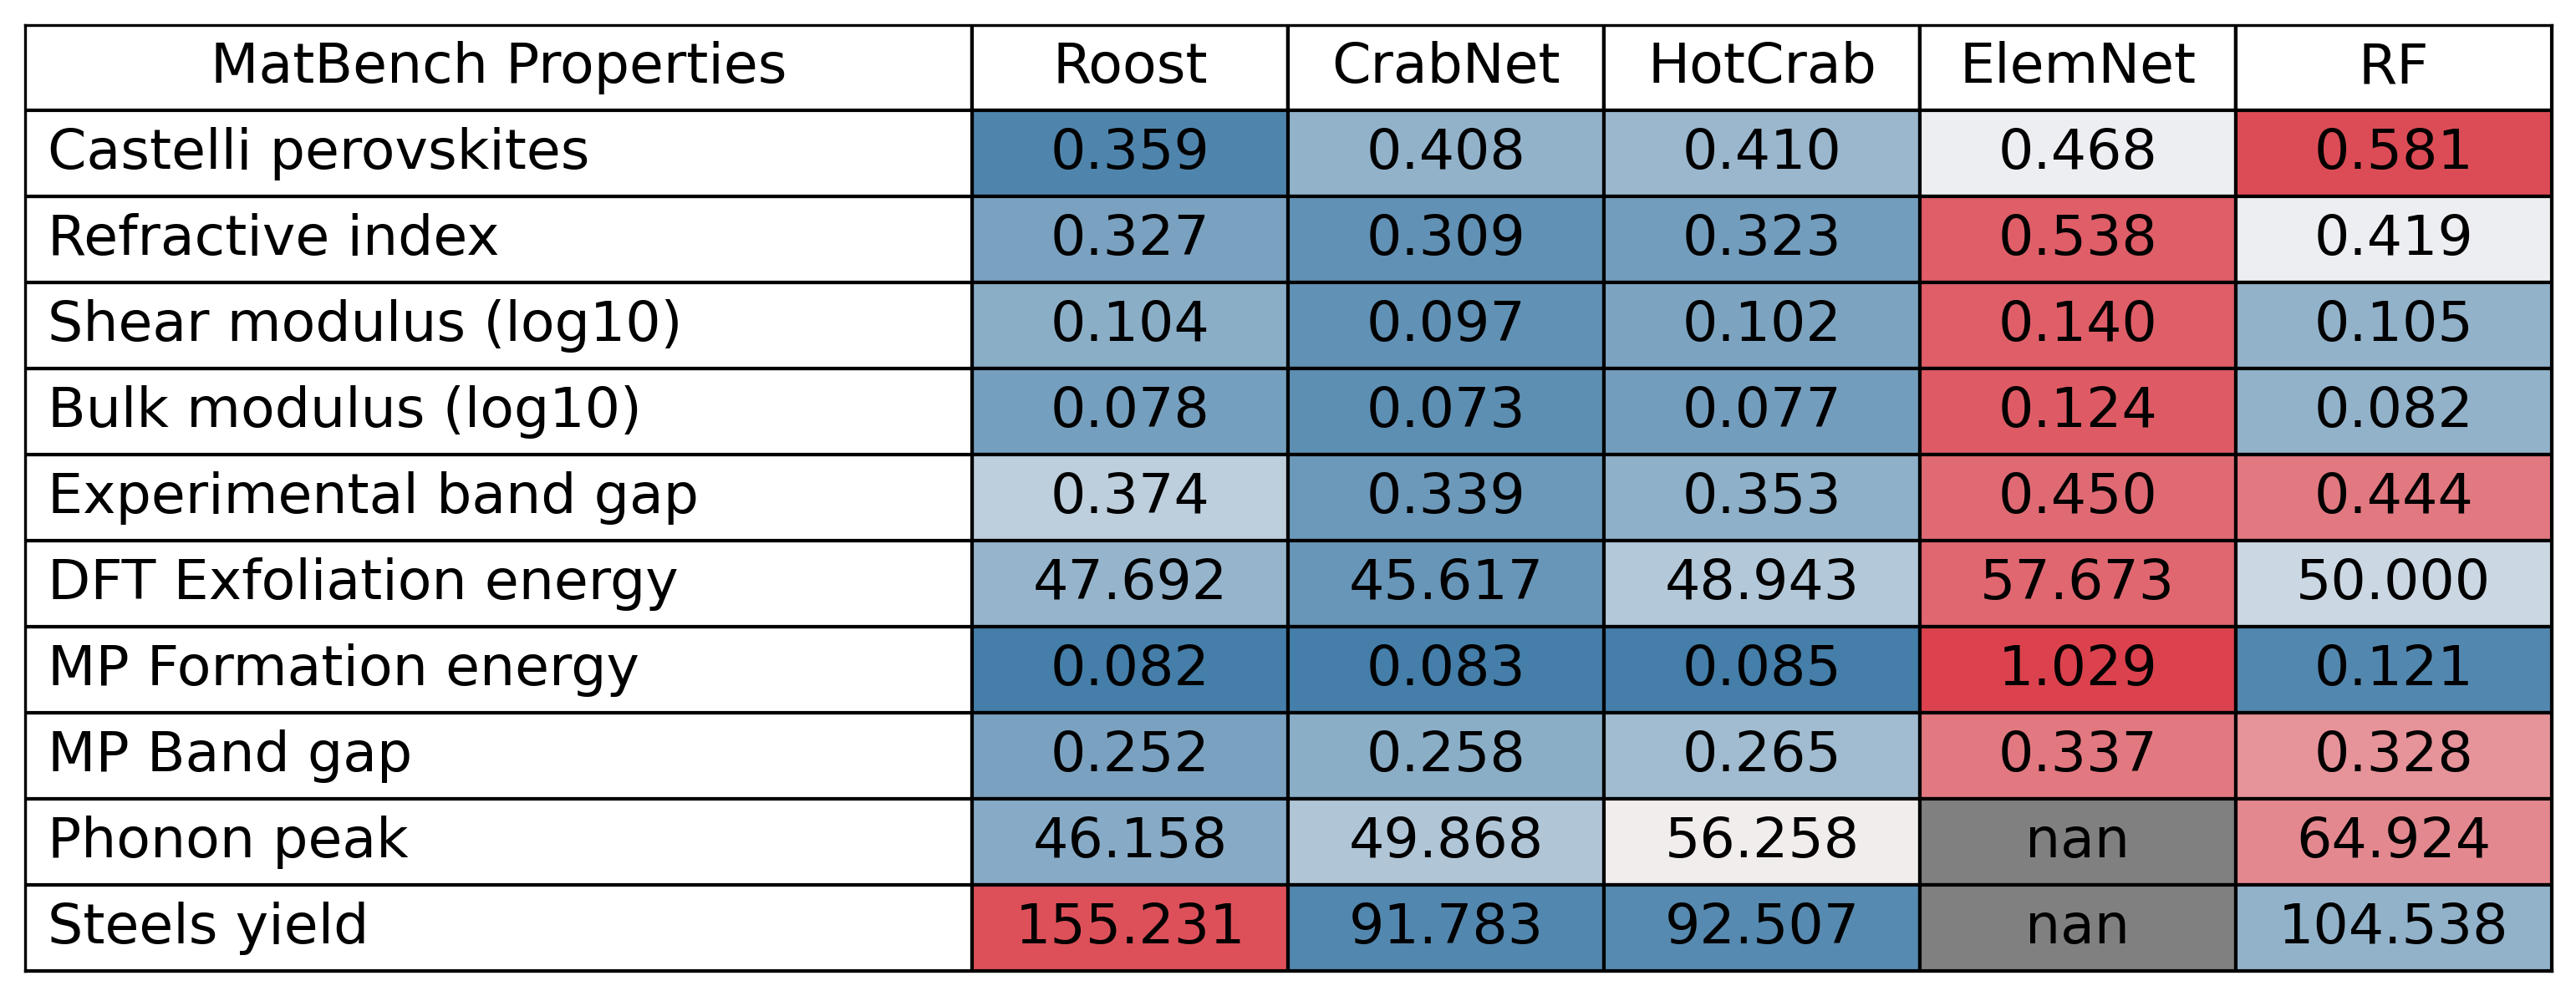 MatBench Properties Roost CrabNet HotCrab ElemNet RF
Castelli perovskites 0.359 0.408 0.410 0.468 0.581
Refractive index 0.327 0.309 0.323 0.538 0.419
Shear modulus (log10) 0.104 0.097 0.102 0.140 0.105
Bulk modulus (log10) 0.078 0.073 0.077 0.124 0.082
Experimental band gap 0.374 0.339 0.353 0.450 0.444
DFT Exfoliation energy 47.692 45.617 48.943 57.673 50.000
MP Formation energy 0.082 0.083 0.085 1.029 0.121
MP Band gap 0.252 0.258 0.265 0.337 0.328
Phonon peak 46.158 49.868 56.258 nan 64.924
Steels yield 155.231 91.783 92.507 nan 104.538